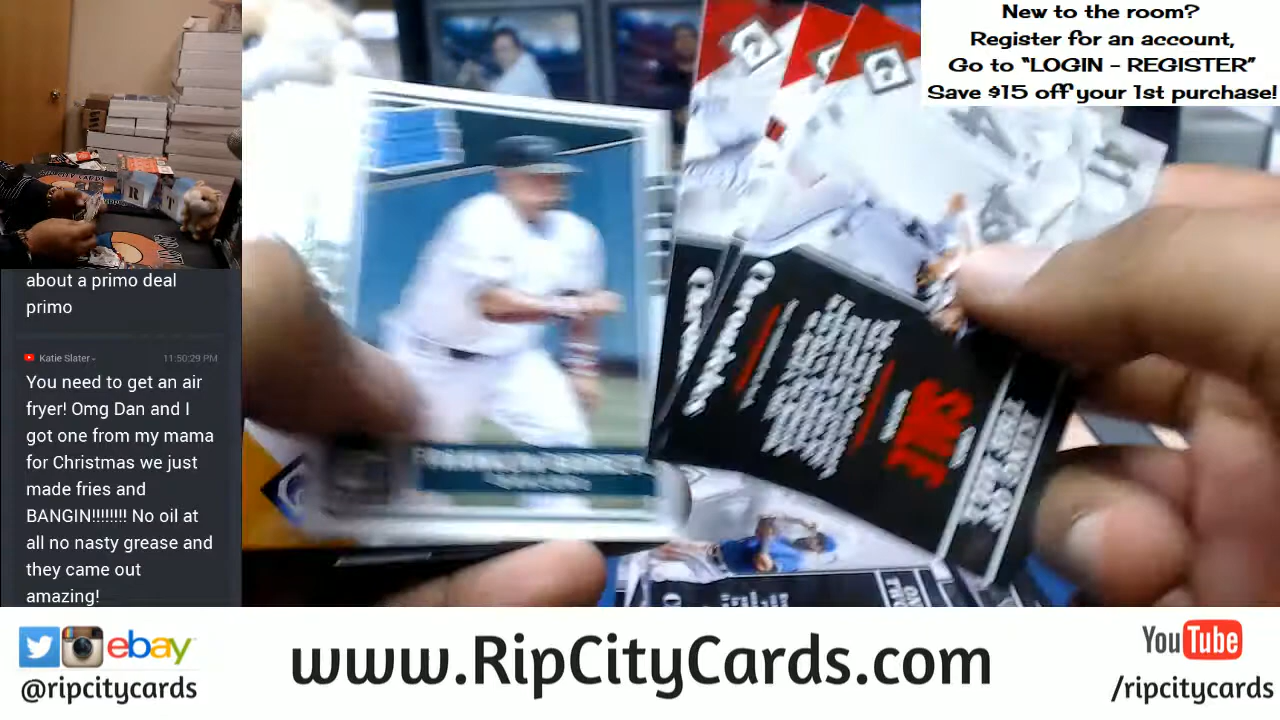 New to the room?
Register for an account,
Go to “LOGIN - REGISTER”
Save $15 off your 1st purchase!
about a primo deal
primo
Katie Slater~
11:50:29 PM
You need to get an air
fryer! Omg Dan and I
got one from my mama
for Christmas we just
made fries and
BANGIN!!!!!!!! No oil at
all no nasty grease and
they came out
amazing!
ebay
@ripcitycards
www.RipCityCards.com
YouTube
/ripcitycards